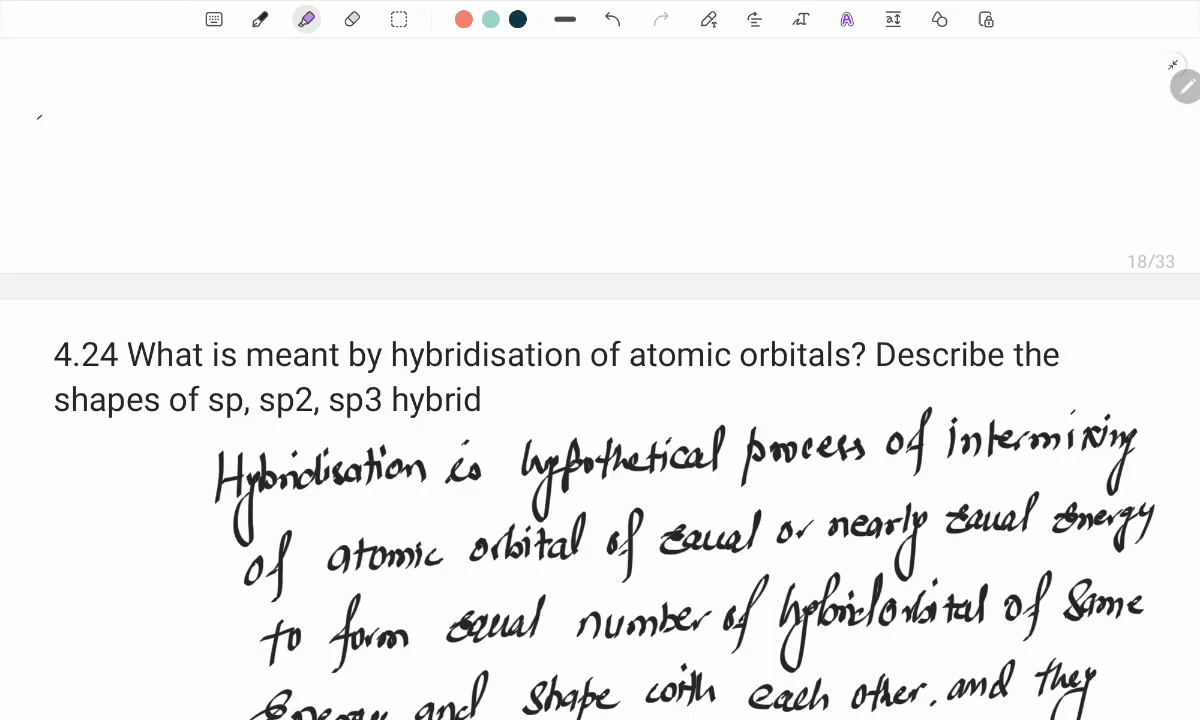 18/33
4.24 What is meant by hybridisation of atomic orbitals? Describe the
shapes of sp, sp2, sp3 hybrid
Hybridisation is hypothetical process of intermixing
of atomic orbital of Equal or nearly Equal Energy
to form Equal number of hybridorbital of Same
Energy and Shape with each other. and they